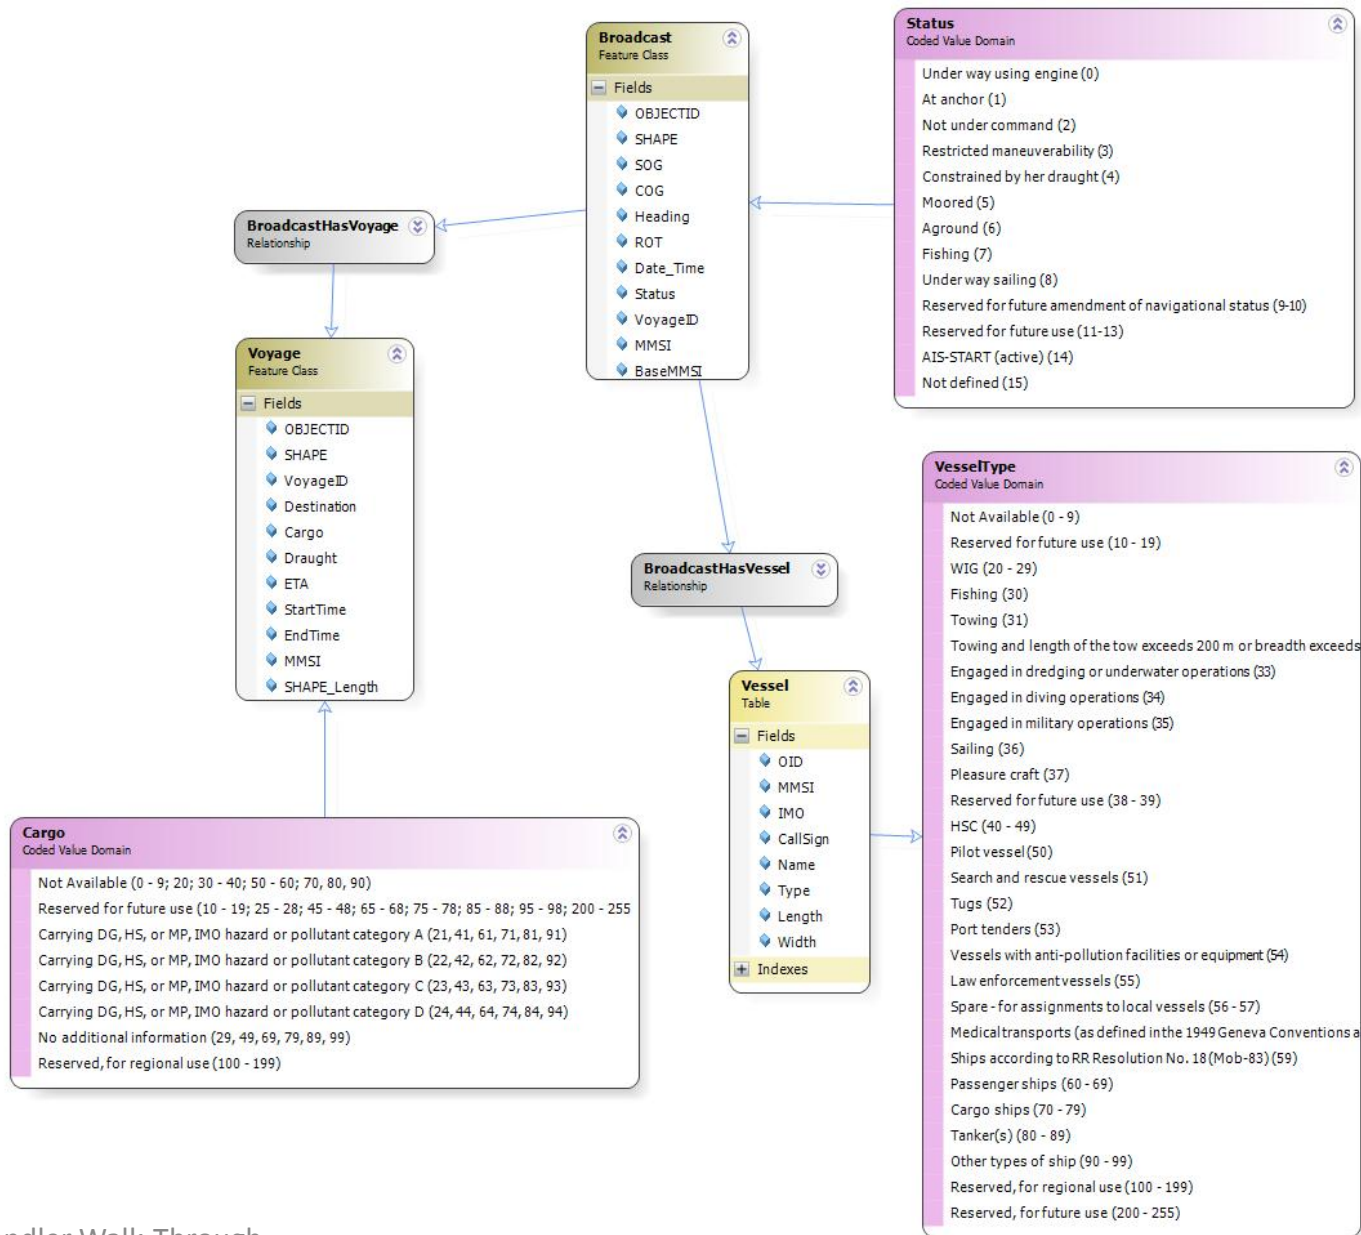 Broadcast
Feature Class
Fields
OBJECTID
SHAPE
SOG
COG
Heading
ROT
Date_Time
Status
VoyageID
MMSI
BaseMMSI
Status
Coded Value Domain
Under way using engine (0)
At anchor (1)
Not under command (2)
Restricted maneuverability (3)
Constrained by her draught (4)
Moored (5)
Aground (6)
Fishing (7)
Under way sailing (8)
Reserved for future amendment of navigational status (9-10)
Reserved for future use (11-13)
AIS-START (active) (14)
Not defined (15)
BroadcastHasVoyage
Relationship
Voyage
Feature Class
Fields
OBJECTID
SHAPE
VoyageID
Destination
Cargo
Draught
ETA
StartTime
EndTime
MMSI
SHAPE_Length
BroadcastHasVessel
Relationship
Vessel
Table
Fields
OID
MMSI
IMO
CallSign
Name
Type
Length
Width
Indexes
VesselType
Coded Value Domain
Not Available (0 - 9)
Reserved for future use (10 - 19)
WIG (20 - 29)
Fishing (30)
Towing (31)
Towing and length of the tow exceeds 200 m or breadth exceeds
Engaged in dredging or underwater operations (33)
Engaged in diving operations (34)
Engaged in military operations (35)
Sailing (36)
Pleasure craft (37)
Reserved for future use (38 - 39)
HSC (40 - 49)
Pilot vessel (50)
Search and rescue vessels (51)
Tugs (52)
Port tenders (53)
Vessels with anti-pollution facilities or equipment (54)
Law enforcement vessels (55)
Spare - for assignments to local vessels (56 - 57)
Medical transports (as defined in the 1949 Geneva Conventions a
Ships according to RR Resolution No. 18 (Mob-83) (59)
Passenger ships (60 - 69)
Cargo ships (70 - 79)
Tanker(s) (80 - 89)
Other types of ship (90 - 99)
Reserved, for regional use (100 - 199)
Reserved, for future use (200 - 255)
Cargo
Coded Value Domain
Not Available (0 - 9; 20; 30 - 40; 50 - 60; 70, 80, 90)
Reserved for future use (10 - 19; 25 - 28; 45 - 48; 65 - 68; 75 - 78; 85 - 88; 95 - 98; 200 - 255
Carrying DG, HS, or MP, IMO hazard or pollutant category A (21, 41, 61, 71, 81, 91)
Carrying DG, HS, or MP, IMO hazard or pollutant category B (22, 42, 62, 72, 82, 92)
Carrying DG, HS, or MP, IMO hazard or pollutant category C (23, 43, 63, 73, 83, 93)
Carrying DG, HS, or MP, IMO hazard or pollutant category D (24, 44, 64, 74, 84, 94)
No additional information (29, 49, 69, 79, 89, 99)
Reserved, for regional use (100 - 199)